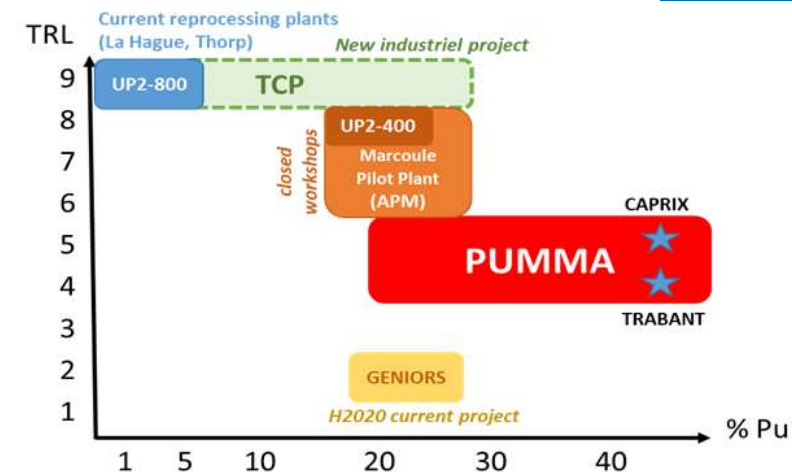 Current reprocessing plants
(La Hague, Thorp)
TRL
New industriel project
9
UP2-800
TCP
8
UP2-400
closed
workshops
7
Marcoule
Pilot Plant
(APM)
6
CAPRIX
5
PUMMA
4
TRABANT
3
2
GENIORS
1
H2020 current project
% Pu
1 5 10 20 30 40